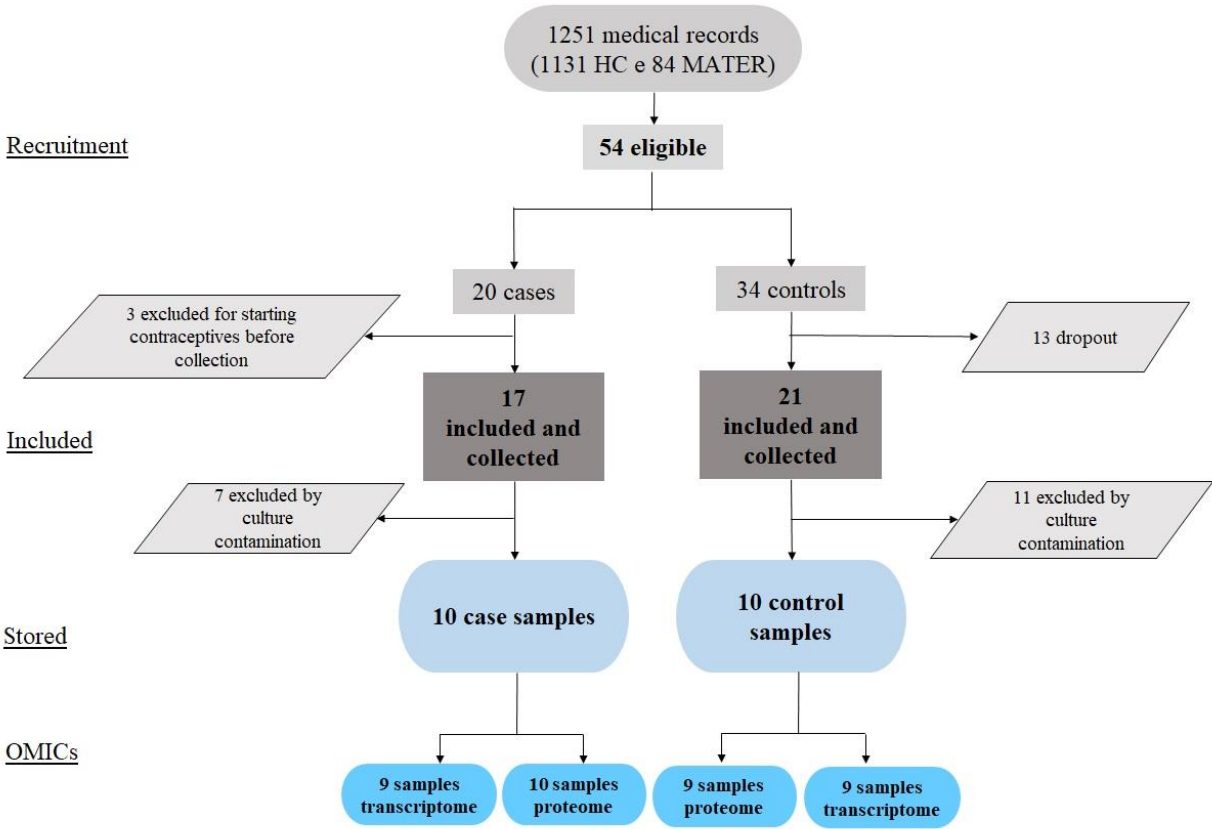 1251 medical records
(1131 HC e 84 MATER)
Recruitment
54 eligible
20 cases
34 controls
3 excluded for starting
contraceptives before
collection
13 dropout
Included
17
included and
collected
21
included and
collected
7 excluded by
culture
contamination
11 excluded by
culture
contamination
Stored
10 case samples
10 control
samples
OMICs
9 samples
transcriptome
10 samples
proteome
9 samples
proteome
9 samples
transcriptome